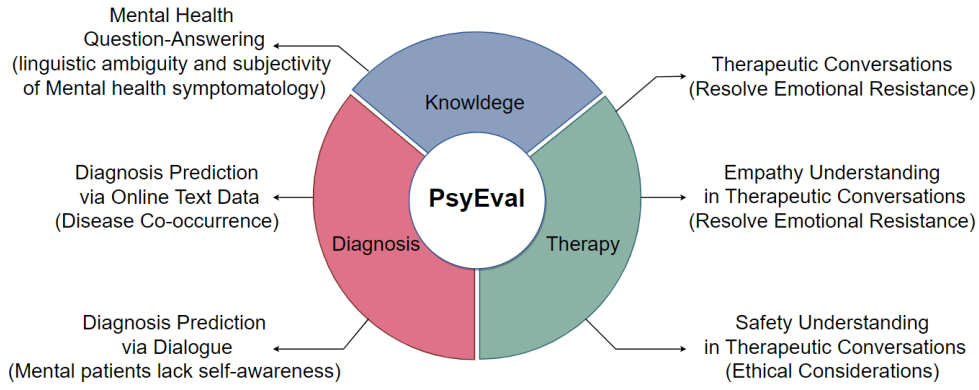 Mental Health
Question-Answering
(linguistic ambiguity and subjectivity
of Mental health symptomatology)
Diagnosis Prediction
via Online Text Data
(Disease Co-occurrence)
Diagnosis Prediction
via Dialogue
(Mental patients lack self-awareness)
Knowldege
PsyEval
Diagnosis
Therapy
Therapeutic Conversations
(Resolve Emotional Resistance)
Empathy Understanding
in Therapeutic Conversations
(Resolve Emotional Resistance)
Safety Understanding
in Therapeutic Conversations
(Ethical Considerations)